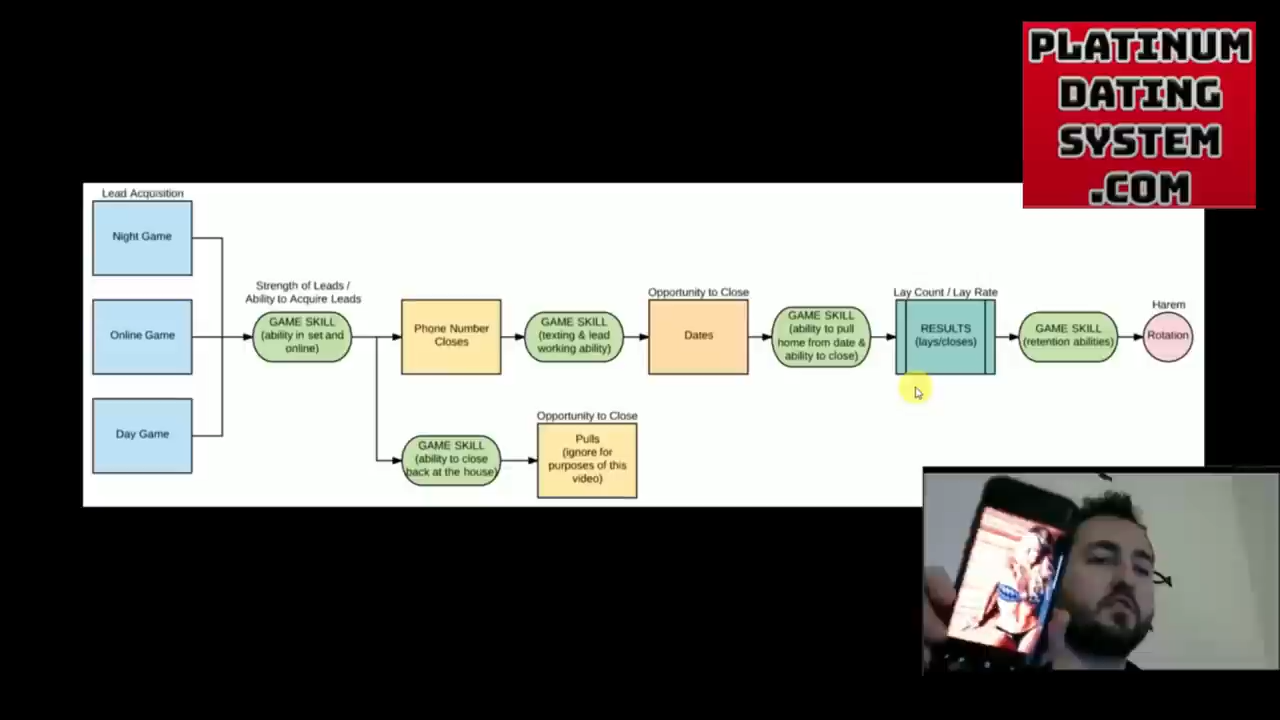 PLATINUM
DATING
SYSTEM
.COM
Lead Acquisition
Night Game
Online Game
Day Game
Strength of Leads /
Ability to Acquire Leads
GAME SKILL
(ability in set and
online)
Phone Number
Closes
GAME SKILL
(texting & lead
working ability)
Opportunity to Close
Dates
GAME SKILL
(ability to pull
home from date &
ability to close)
Lay Count / Lay Rate
RESULTS
(lays/closes)
GAME SKILL
(retention abilities)
Harem
Rotation
GAME SKILL
(ability to close
back at the house)
Opportunity to Close
Pulls
(ignore for
purposes of this
video)